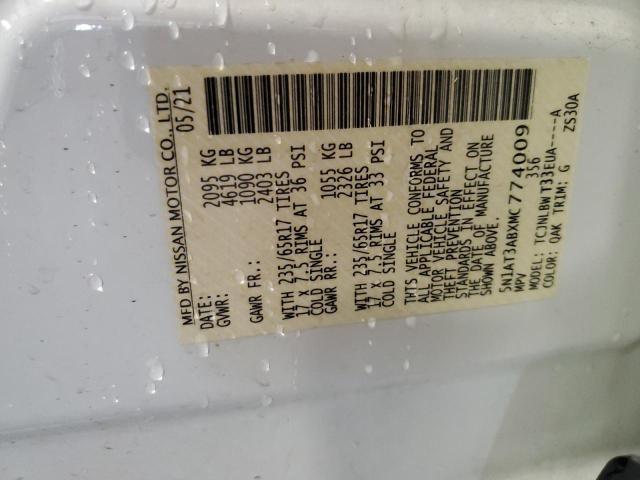 MFD BY NISSAN MOTOR CO., LTD.
DATE: 05/21
GVWR: 2095 KG
4619 LB
GAWR FR.: 1090 KG
2403 LB
WITH 235/65R17 TIRES
17 X 7.5 RIMS AT 36 PSI
COLD SINGLE
GAWR RR.: 1055 KG
2326 LB
WITH 235/65R17 TIRES
17 X 7.5 RIMS AT 33 PSI
COLD SINGLE
THIS VEHICLE CONFORMS TO
ALL APPLICABLE FEDERAL
MOTOR VEHICLE SAFETY AND
THEFT PREVENTION
STANDARDS IN EFFECT ON
THE DATE OF MANUFACTURE
SHOWN ABOVE.
5N1AT3ABXMC774009
MPV 356
MODEL: TCJNLBWT33EUA----A
COLOR: QAK TRIM: G ZS30A